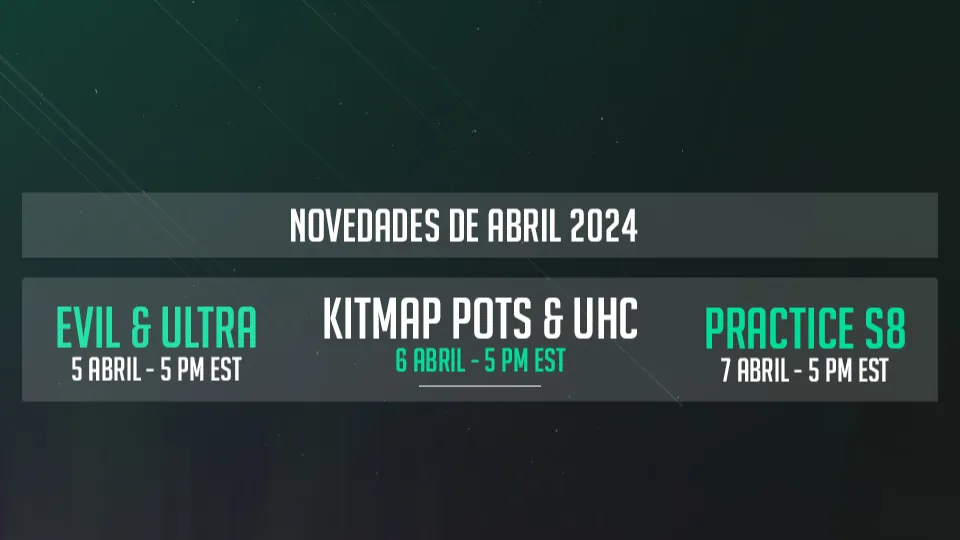 NOVEDADES DE ABRIL 2024
EVIL & ULTRA
5 ABRIL - 5 PM EST
KITMAP POTS & UHC
6 ABRIL - 5 PM EST
PRACTICE S8
7 ABRIL - 5 PM EST